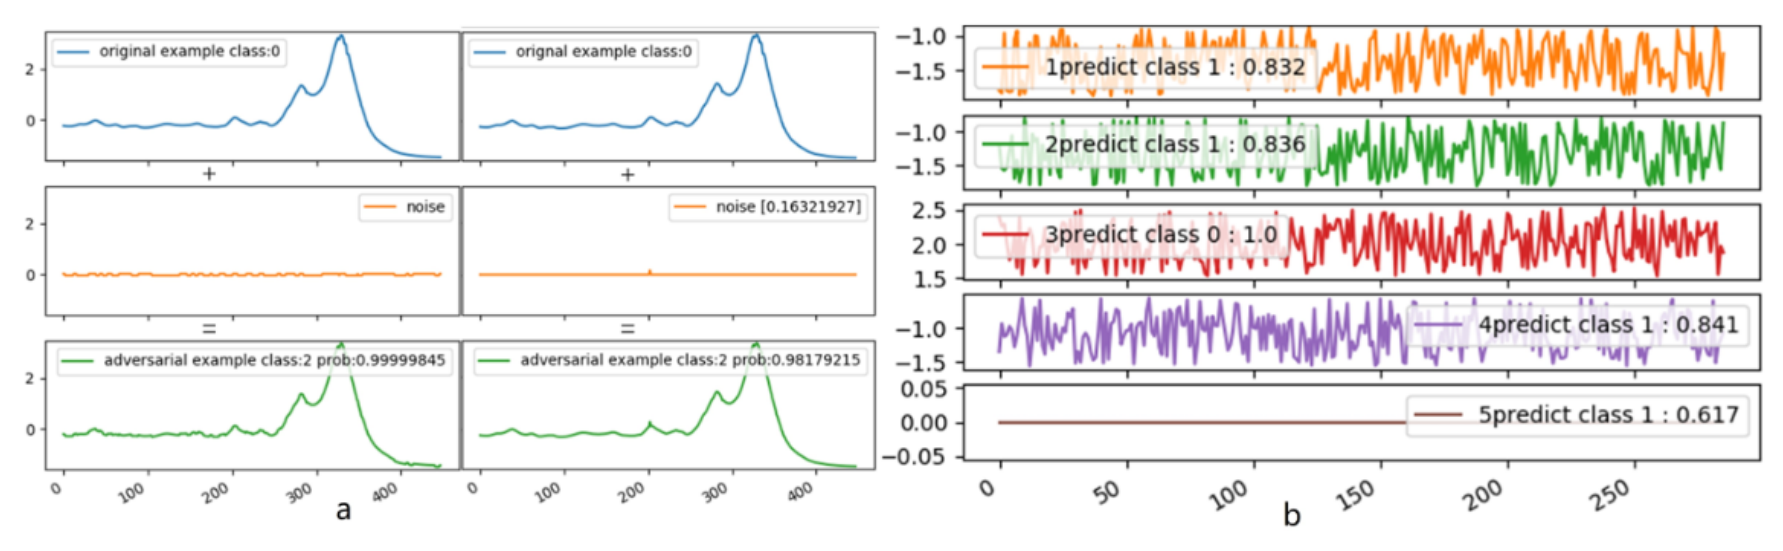 original example class:0
2
0
+
noise
2
0
=
adversarial example class:2 prob:0.99999845
2
0
0 100 200 300 400
orignal example class:0
+
noise [0.16321927]
=
adversarial example class:2 prob:0.98179215
0 100 200 300 400
a
−1.0
−1.5
1predict class 1 : 0.832
−1.0
−1.5
2predict class 1 : 0.836
2.5
2.0
1.5
3predict class 0 : 1.0
−1.0
−1.5
4predict class 1 : 0.841
0.05
0.00
−0.05
5predict class 1 : 0.617
0 50 100 150 200 250
b